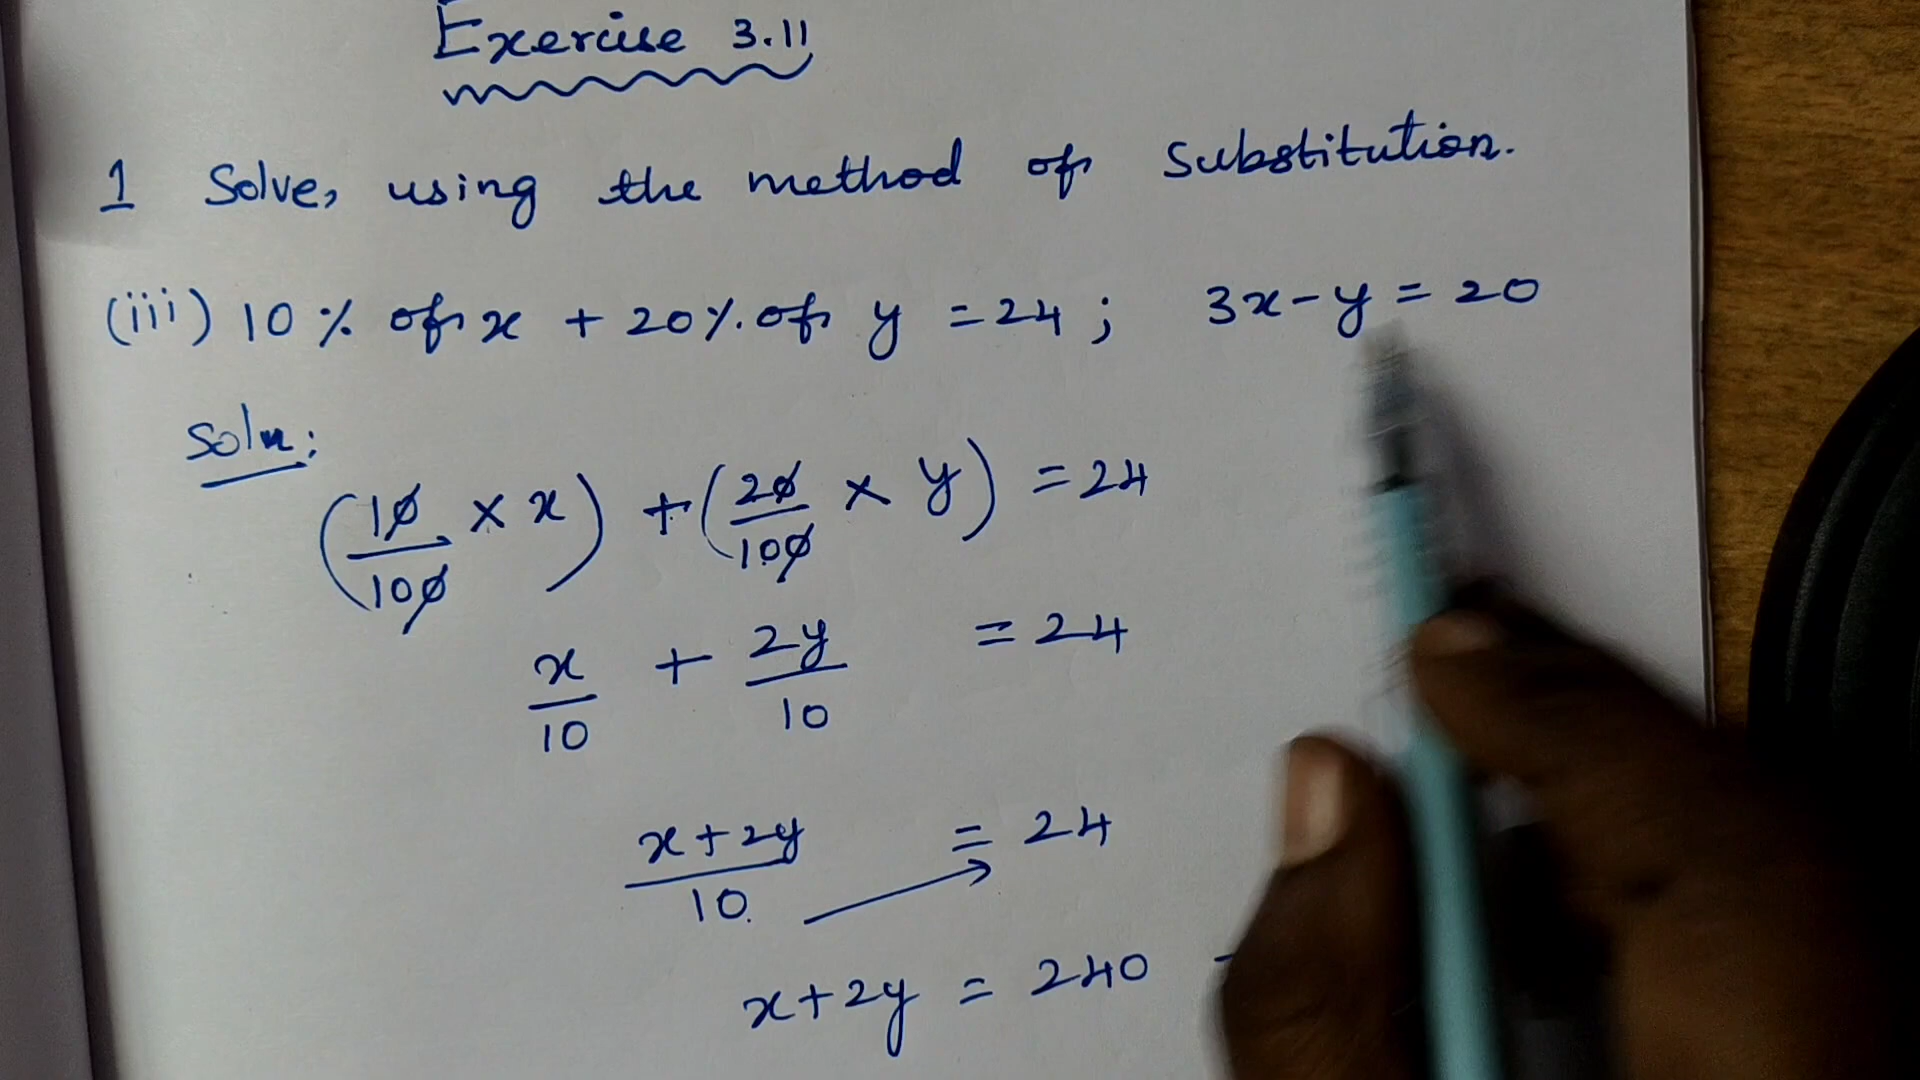 Exercise 3.11
1 Solve, using the method of substitution.
(iii) 10% of x + 20% of y = 24; 3x - y = 20
Soln:
(10/100 × x) + (20/100 × y) = 24
x/10 + 2y/10 = 24
x+2y/10 = 24
x+2y = 240